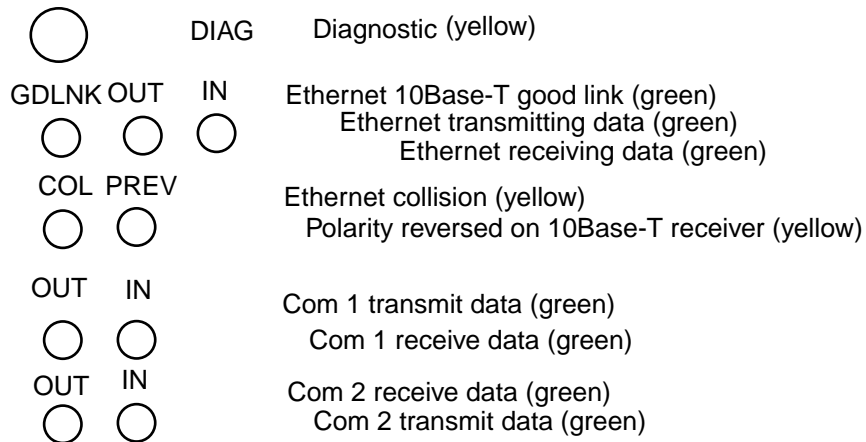 DIAG Diagnostic (yellow)
GDLNK OUT IN Ethernet 10Base-T good link (green)
Ethernet transmitting data (green)
Ethernet receiving data (green)
COL PREV Ethernet collision (yellow)
Polarity reversed on 10Base-T receiver (yellow)
OUT IN Com 1 transmit data (green)
Com 1 receive data (green)
OUT IN Com 2 receive data (green)
Com 2 transmit data (green)